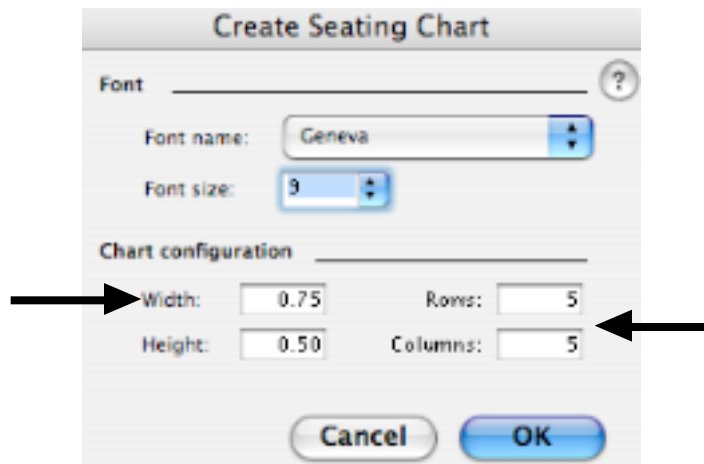 Create Seating Chart
Font
?
Font name: Geneva
Font size: 9
Chart configuration
Width: 0.75 Rows: 5
Height: 0.50 Columns: 5
Cancel OK